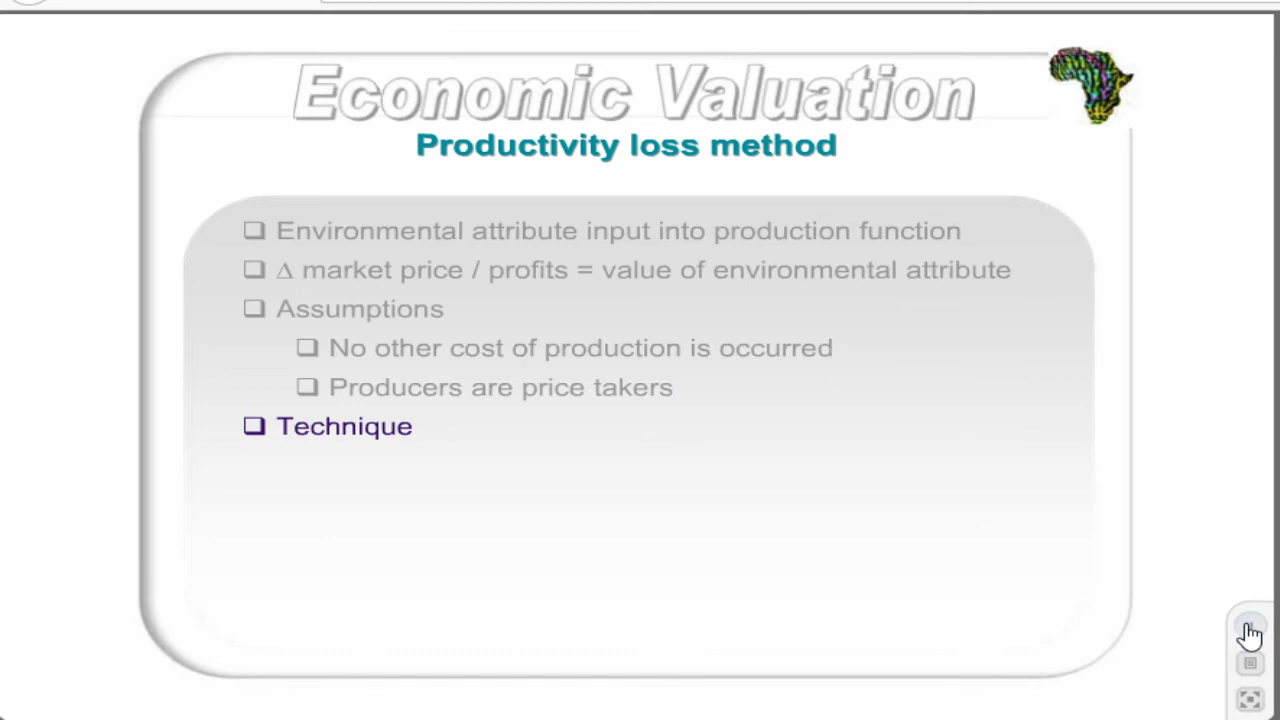 Economic Valuation
Productivity loss method
❑ Environmental attribute input into production function
❑ Δ market price / profits = value of environmental attribute
❑ Assumptions
❑ No other cost of production is occurred
❑ Producers are price takers
❑ Technique